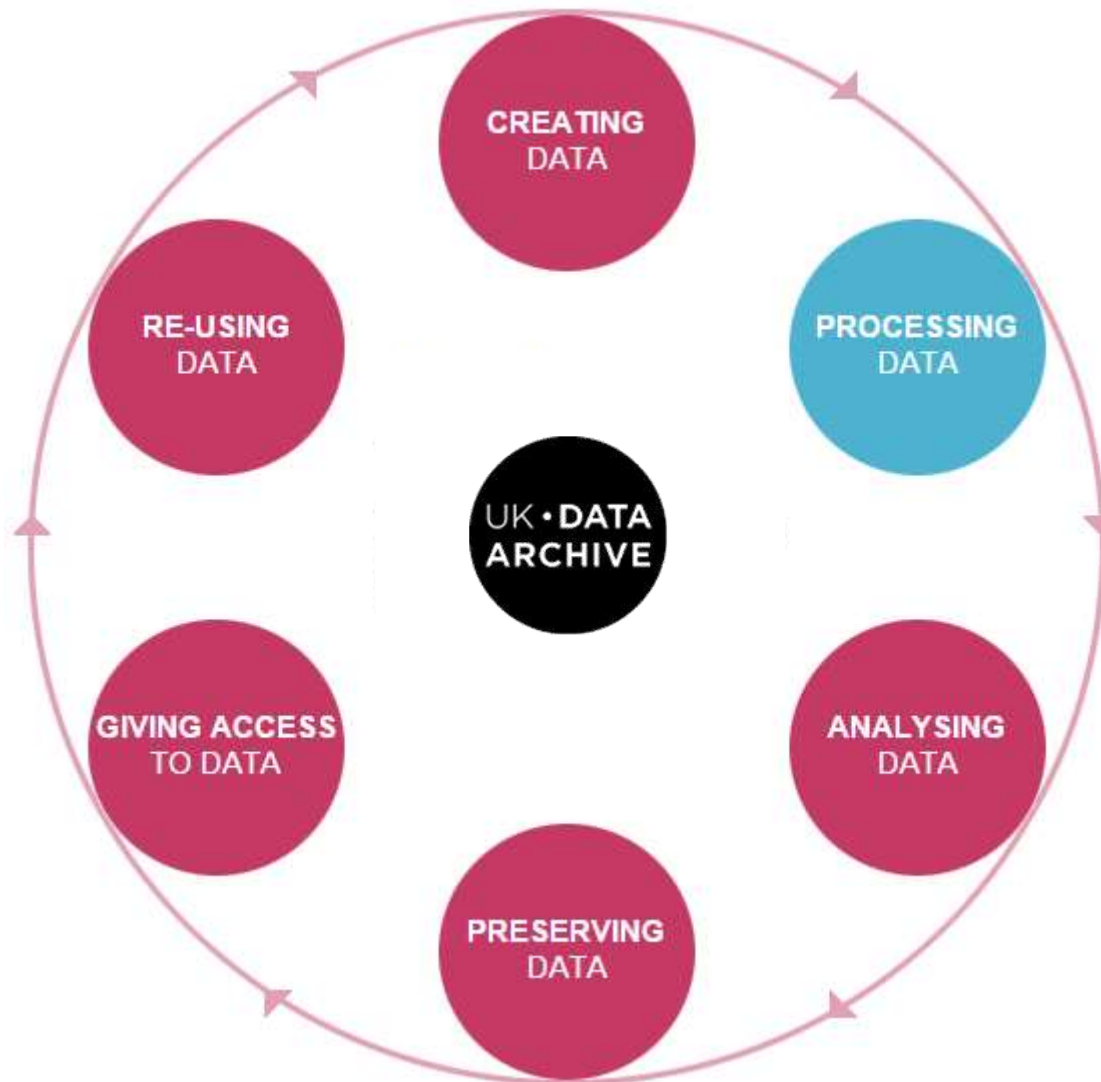 CREATING
DATA
PROCESSING
DATA
ANALYSING
DATA
PRESERVING
DATA
GIVING ACCESS
TO DATA
RE-USING
DATA
UK • DATA
ARCHIVE